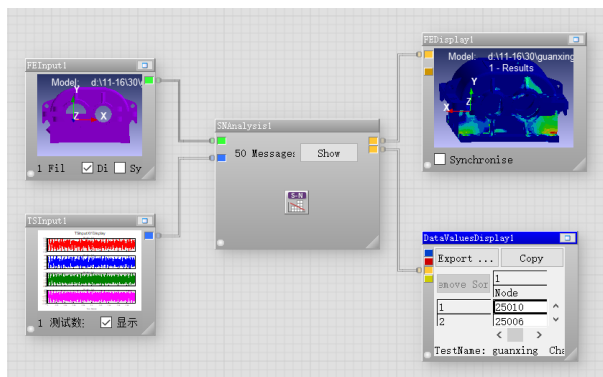 FEInput1
Model:
d:\11-16\30\
Y
Z
X
1 Fil
Di
Sy
TSInput1
1 测试数:
显示
SNAnalysis1
50 Message:
Show
S-N
FEDisplay1
Model:
d:\11-16\30\guanxing
1 - Results
Y
X
Z
Synchronise
DataValuesDisplay1
Export ...
Copy
emove Sor
1
Node
1
25010
2
25006
TestName: guanxing
Cha